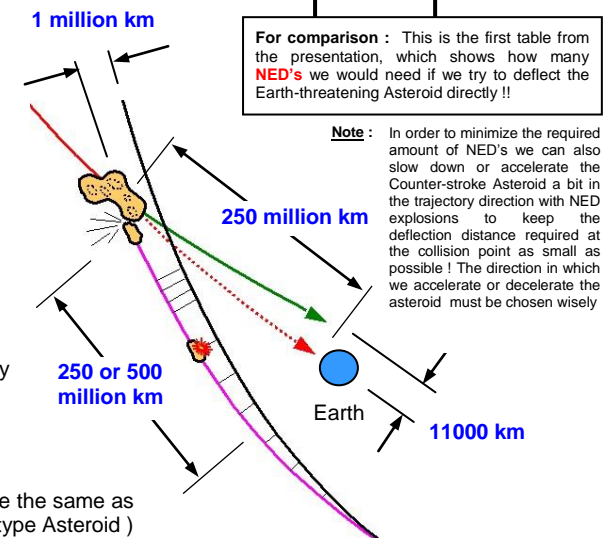 1 million km
For comparison : This is the first table from
the presentation, which shows how many
NED's we would need if we try to deflect the
Earth-threatening Asteroid directly !!
Note : In order to minimize the required
amount of NED's we can also
slow down or accelerate the
Counter-stroke Asteroid a bit in
the trajectory direction with NED
explosions to keep the
deflection distance required at
the collision point as small as
possible ! The direction in which
we accelerate or decelerate the
asteroid must be chosen wisely
250 million km
y
250 or 500
million km
Earth
11000 km
e the same as
type Asteroid )